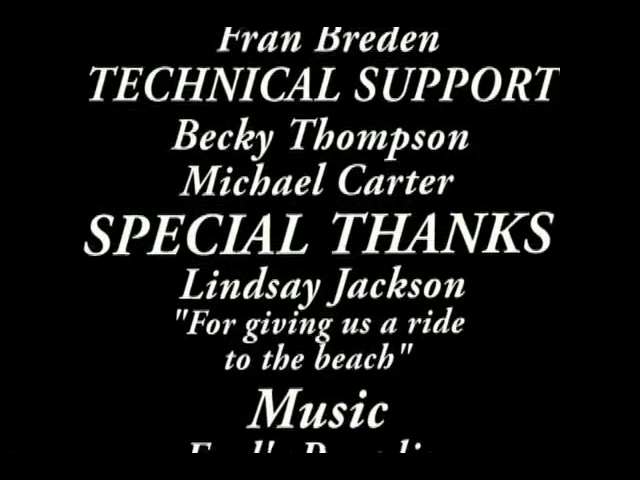 Fran Breden
TECHNICAL SUPPORT
Becky Thompson
Michael Carter
SPECIAL THANKS
Lindsay Jackson
"For giving us a ride
to the beach"
Music